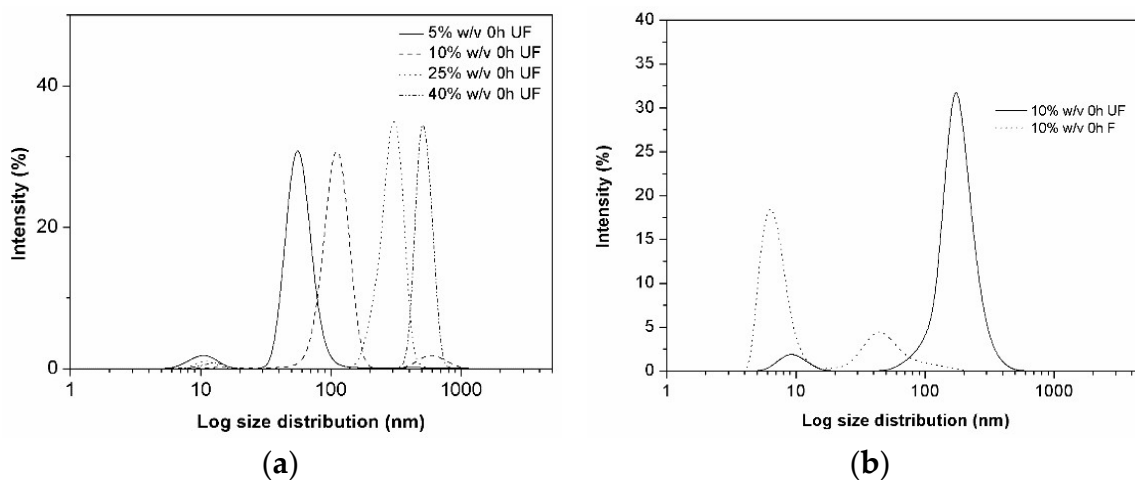 5% w/v 0h UF
10% w/v 0h UF
25% w/v 0h UF
40% w/v 0h UF
40
20
0
Intensity (%)
1 10 100 1000
Log size distribution (nm)
(a)
40
35
30
25
20
15
10
5
0
Intensity (%)
10% w/v 0h UF
10% w/v 0h F
1 10 100 1000
Log size distribution (nm)
(b)